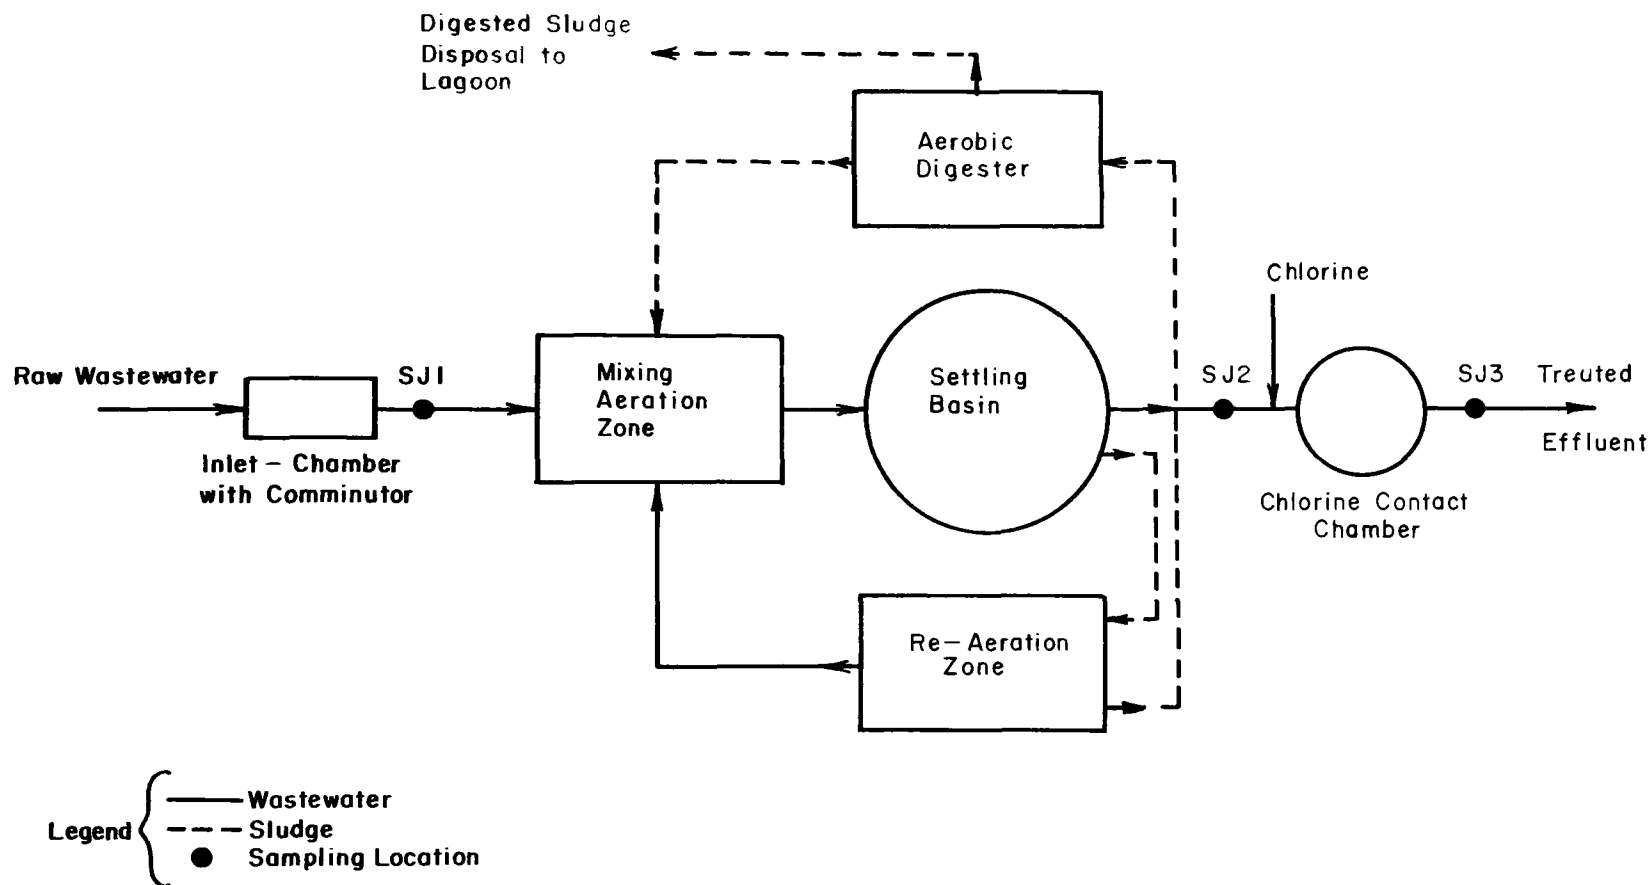 Digested Sludge
Disposal to
Lagoon
Aerobic
Digester
Chlorine
Raw Wastewater
SJ1
Mixing
Aeration
Zone
Settling
Basin
SJ2
SJ3 Treated
Effluent
Inlet - Chamber
with Comminutor
Chlorine Contact
Chamber
Re-Aeration
Zone
Legend
Wastewater
Sludge
Sampling Location